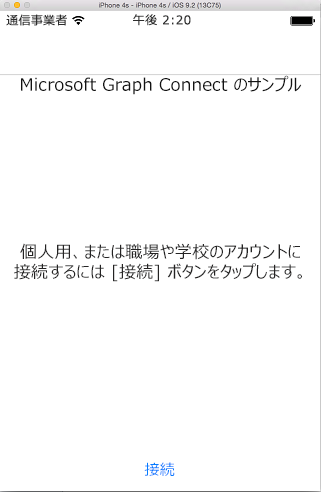 iPhone 4s - iPhone 4s / iOS 9.2 (13C75)
通信事業者 午後 2:20
Microsoft Graph Connect のサンプル
個人用、または職場や学校のアカウントに
接続するには [接続] ボタンをタップします。
接続